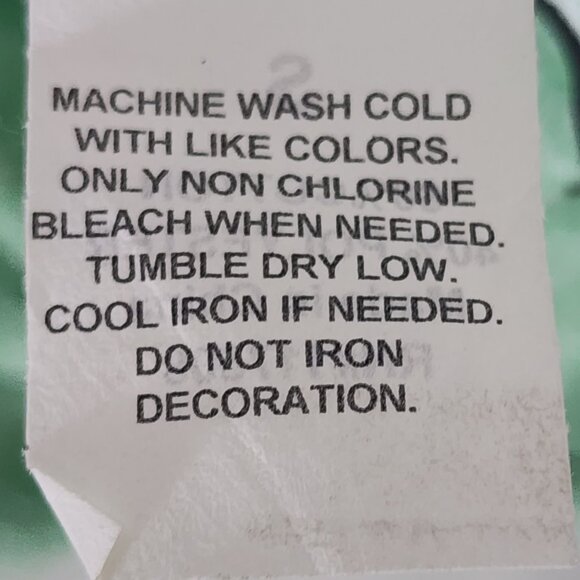 MACHINE WASH COLD
WITH LIKE COLORS.
ONLY NON CHLORINE
BLEACH WHEN NEEDED.
TUMBLE DRY LOW.
COOL IRON IF NEEDED.
DO NOT IRON
DECORATION.